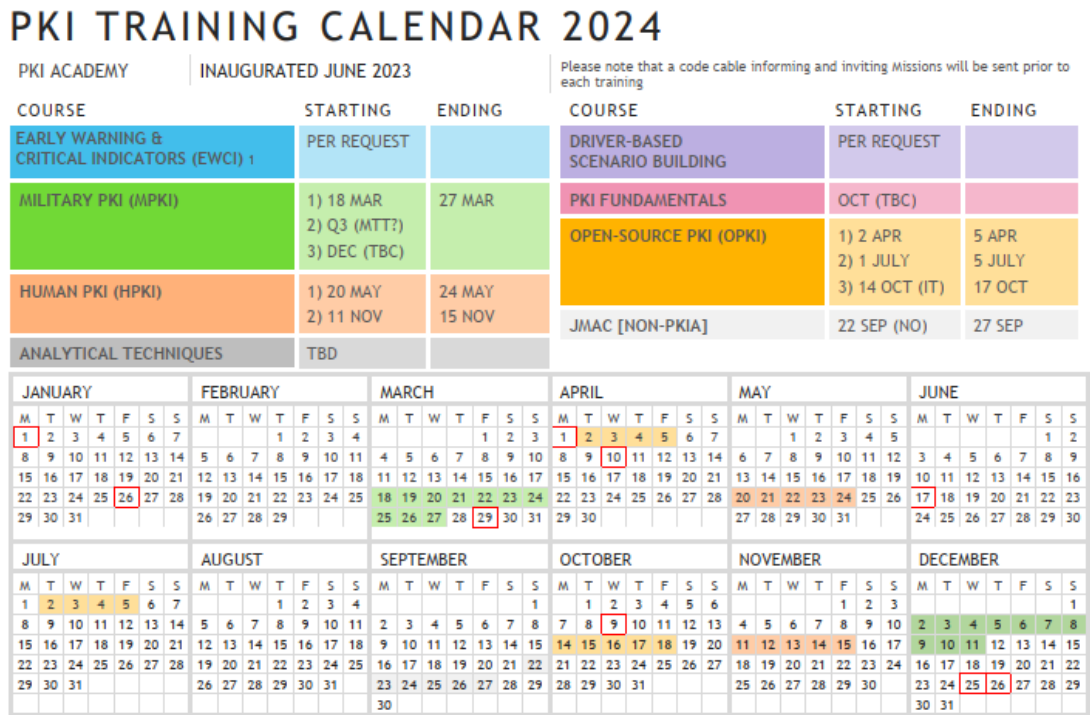 PKI TRAINING CALENDAR 2024
PKI ACADEMY
INAUGURATED JUNE 2023
Please note that a code cable informing and inviting Missions will be sent prior to
each training
COURSE STARTING ENDING
EARLY WARNING &
CRITICAL INDICATORS (EWCI) 1
PER REQUEST
MILITARY PKI (MPKI)
1) 18 MAR 27 MAR
2) Q3 (MTT?)
3) DEC (TBC)
HUMAN PKI (HPKI)
1) 20 MAY 24 MAY
2) 11 NOV 15 NOV
ANALYTICAL TECHNIQUES TBD
COURSE STARTING ENDING
DRIVER-BASED
SCENARIO BUILDING
PER REQUEST
PKI FUNDAMENTALS OCT (TBC)
OPEN-SOURCE PKI (OPKI)
1) 2 APR 5 APR
2) 1 JULY 5 JULY
3) 14 OCT (IT) 17 OCT
JMAC [NON-PKIA] 22 SEP (NO) 27 SEP
JANUARY
M T W T F S S
1 2 3 4 5 6 7
8 9 10 11 12 13 14
15 16 17 18 19 20 21
22 23 24 25 26 27 28
29 30 31
FEBRUARY
M T W T F S S
1 2 3 4
5 6 7 8 9 10 11
12 13 14 15 16 17 18
19 20 21 22 23 24 25
26 27 28 29
MARCH
M T W T F S S
1 2 3
4 5 6 7 8 9 10
11 12 13 14 15 16 17
18 19 20 21 22 23 24
25 26 27 28 29 30 31
APRIL
M T W T F S S
1 2 3 4 5 6 7
8 9 10 11 12 13 14
15 16 17 18 19 20 21
22 23 24 25 26 27 28
29 30
MAY
M T W T F S S
1 2 3 4 5
6 7 8 9 10 11 12
13 14 15 16 17 18 19
20 21 22 23 24 25 26
27 28 29 30 31
JUNE
M T W T F S S
1 2
3 4 5 6 7 8 9
10 11 12 13 14 15 16
17 18 19 20 21 22 23
24 25 26 27 28 29 30
JULY
M T W T F S S
1 2 3 4 5 6 7
8 9 10 11 12 13 14
15 16 17 18 19 20 21
22 23 24 25 26 27 28
29 30 31
AUGUST
M T W T F S S
1 2 3 4
5 6 7 8 9 10 11
12 13 14 15 16 17 18
19 20 21 22 23 24 25
26 27 28 29 30 31
SEPTEMBER
M T W T F S S
1
2 3 4 5 6 7 8
9 10 11 12 13 14 15
16 17 18 19 20 21 22
23 24 25 26 27 28 29
30
OCTOBER
M T W T F S S
1 2 3 4 5 6
7 8 9 10 11 12 13
14 15 16 17 18 19 20
21 22 23 24 25 26 27
28 29 30 31
NOVEMBER
M T W T F S S
1 2 3
4 5 6 7 8 9 10
11 12 13 14 15 16 17
18 19 20 21 22 23 24
25 26 27 28 29 30
DECEMBER
M T W T F S S
1
2 3 4 5 6 7 8
9 10 11 12 13 14 15
16 17 18 19 20 21 22
23 24 25 26 27 28 29
30 31